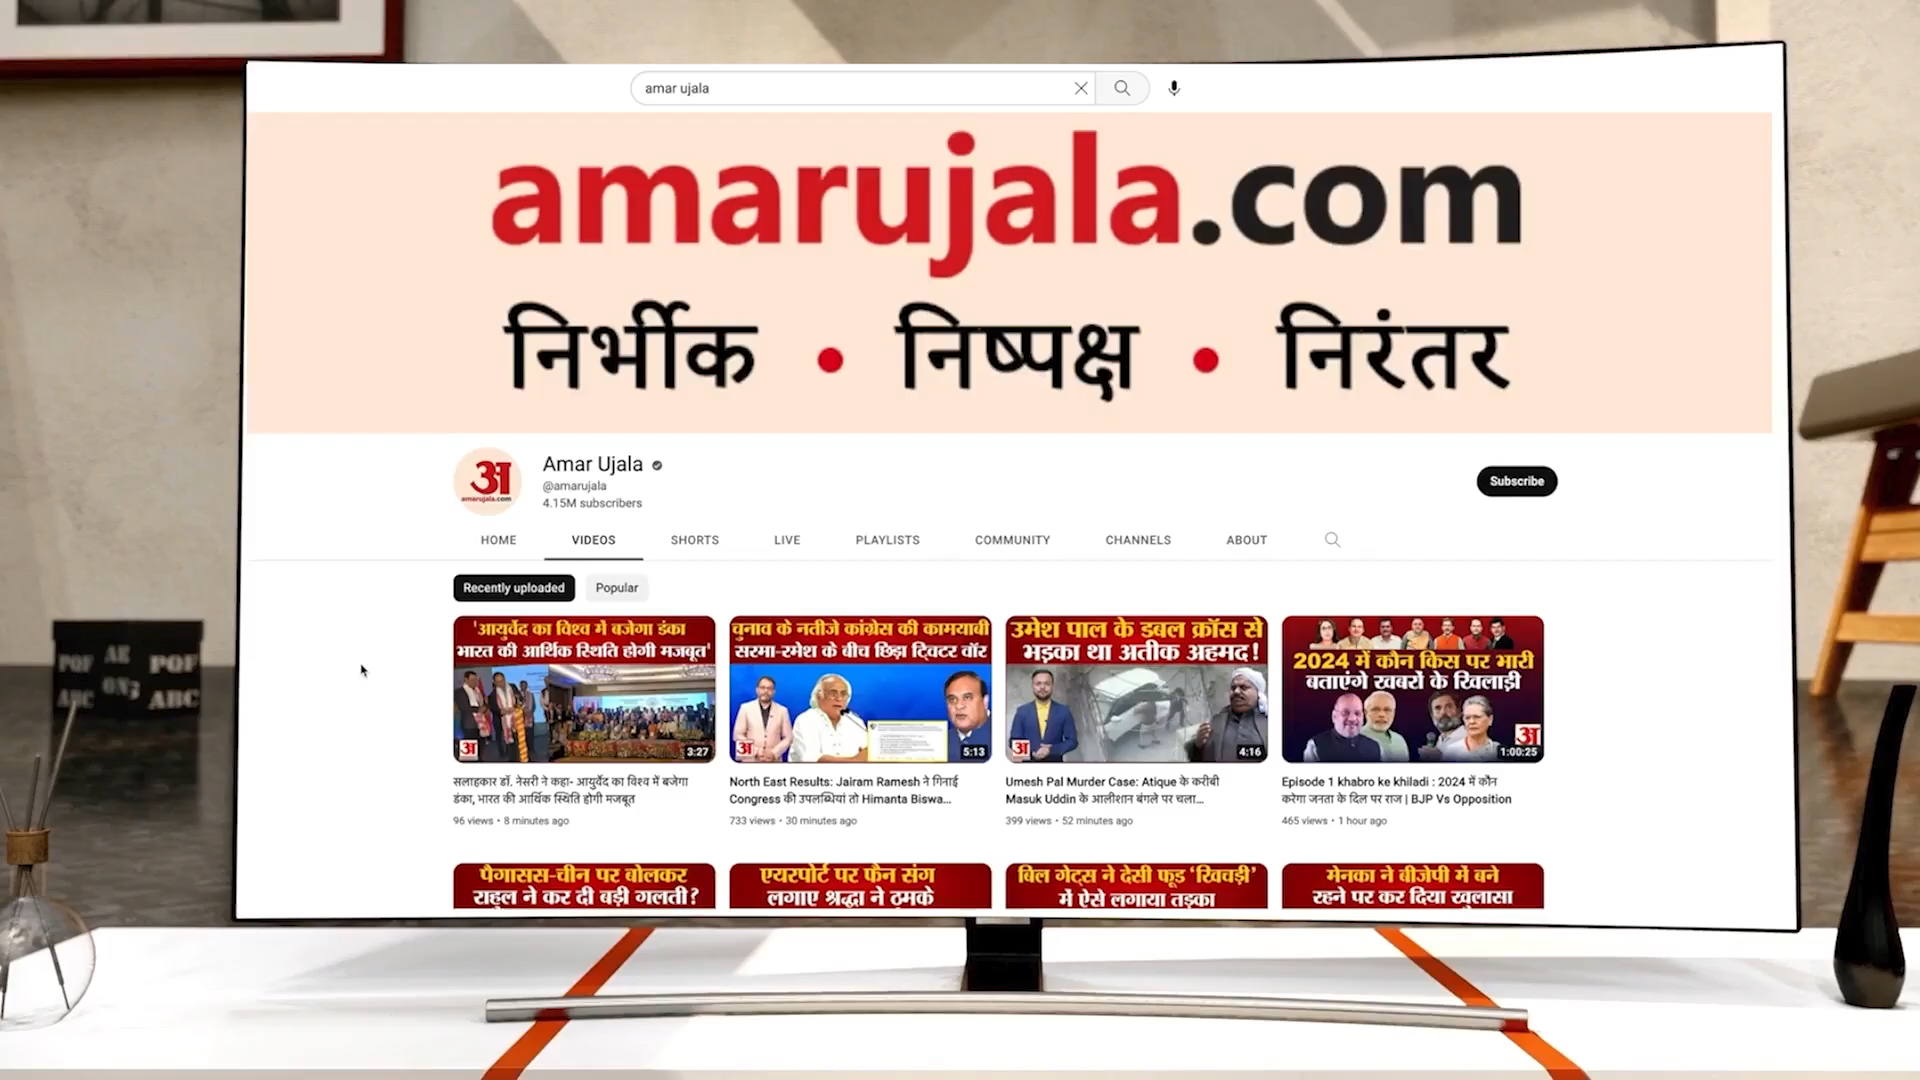 amar ujala
amarujala.com
निर्भीक • निष्पक्ष • निरंतर
अ
amarujala.com
Amar Ujala
@amarujala
4.15M subscribers
Subscribe
HOME VIDEOS SHORTS LIVE PLAYLISTS COMMUNITY CHANNELS ABOUT
Recently uploaded Popular
'आयुर्वेद का विश्व में बजेगा डंका
भारत की आर्थिक स्थिति होगी मजबूत'
अ
3:27
चुनाव के नतीजे कांग्रेस की कामयाबी
सरमा-रमेश के बीच छिड़ा ट्विटर वॉर
अ
5:13
उमेश पाल के डबल क्रॉस से
भड़का था अतीक अहमद!
अ
4:16
2024 में कौन किस पर भारी
बताएंगे खबरों के खिलाड़ी
अ
1:00:25
सलाहकार डॉ. नेसरी ने कहा- आयुर्वेद का विश्व में बजेगा
डंका, भारत की आर्थिक स्थिति होगी मजबूत
96 views • 8 minutes ago
North East Results: Jairam Ramesh ने गिनाई
Congress की उपलब्धियां तो Himanta Biswa...
733 views • 30 minutes ago
Umesh Pal Murder Case: Atique के करीबी
Masuk Uddin के आलीशान बंगले पर चला...
399 views • 52 minutes ago
Episode 1 khabro ke khiladi : 2024 में कौन
करेगा जनता के दिल पर राज | BJP Vs Opposition
465 views • 1 hour ago
पैगासस-चीन पर बोलकर
राहुल ने कर दी बड़ी गलती?
एयरपोर्ट पर फैन संग
लगाए श्रद्धा ने ठुमके
बिल गेट्स ने देसी फूड 'खिचड़ी'
में ऐसे लगाया तड़का
मेनका ने बीजेपी में बने
रहने पर कर दिया खुलासा
PQF
ABC
PQF
ABC